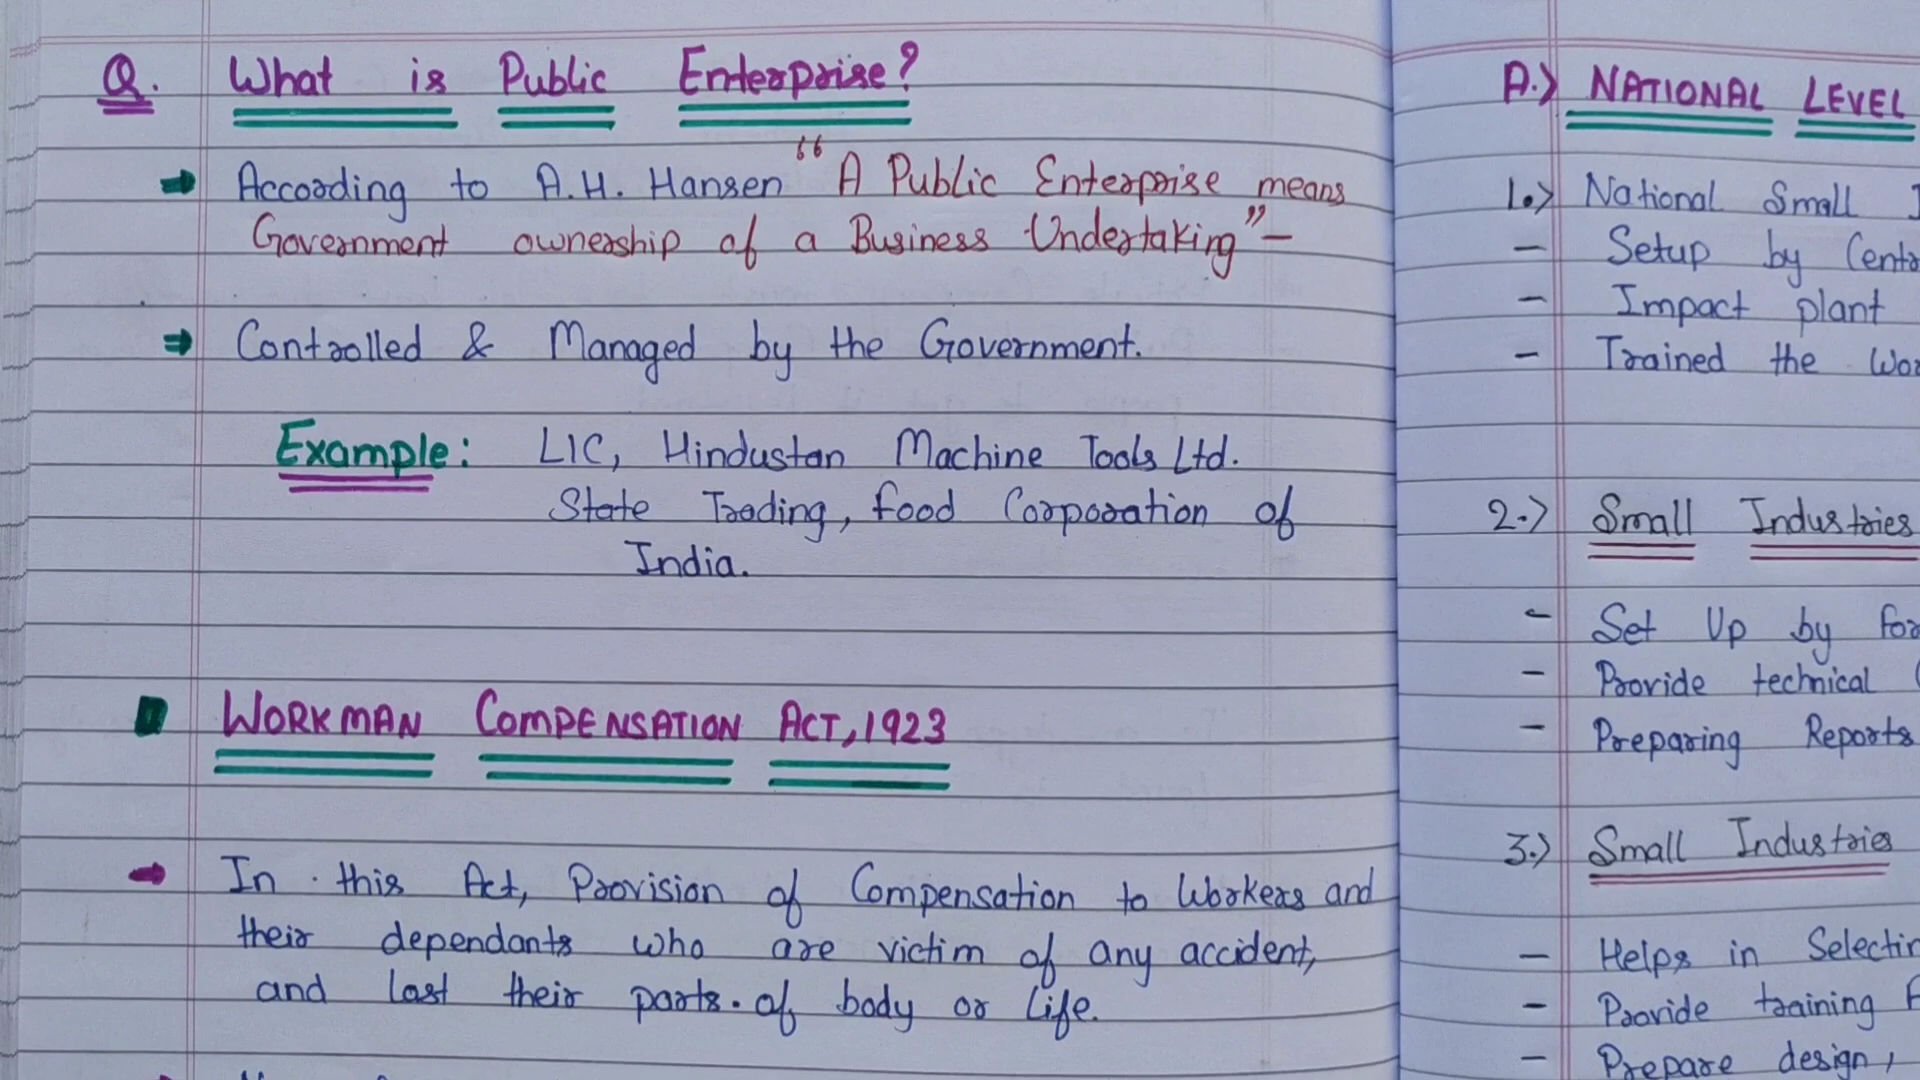 Q. What is Public Enterprise?
→ According to A.H. Hansen “A Public Enterprise means
Government ownership of a Business Undertaking”–
⇒ Controlled & Managed by the Government.
Example: LIC, Hindustan Machine Tools Ltd.
State Trading, Food Corporation of
India.
WORKMAN COMPENSATION ACT, 1923
→ In this Act, Provision of Compensation to Workers and
their dependants who are victim of any accident,
and lost their parts of body or Life.
A.) NATIONAL LEVEL
1.) National Small
– Setup by
– Impact plant
– Trained the
2.) Small Industries
– Set Up by
– Provide technical
– Preparing Reports
3.) Small Industries
– Helps in
– Provide training
– Prepare design,